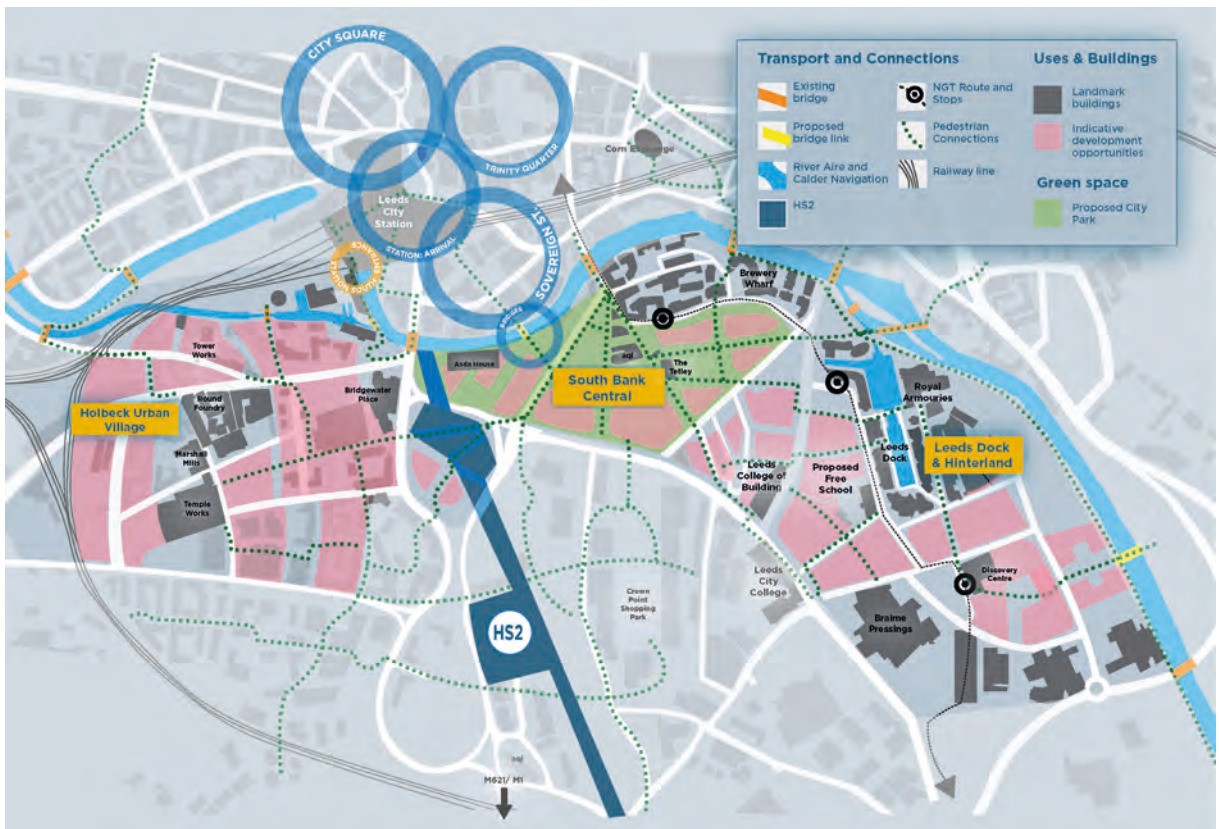 CITY SQUARE
TRINITY QUARTER
Corn Exchange
Leeds
City
Station
STATION: ARRIVAL
SOVEREIGN ST.
SOUTH STATION
ENTRANCE
BRIDGES
Transport and Connections
Existing
bridge
Proposed
bridge link
River Aire and
Calder Navigation
HS2
NGT Route and
Stops
Pedestrian
Connections
Railway line
Uses & Buildings
Landmark
buildings
Indicative
development
opportunities
Green space
Proposed City
Park
Brewery
Wharf
Tower
Works
Asda House
aql
The
Tetley
South Bank
Central
Bridgewater
Place
Holbeck Urban
Village
Round
Foundry
Marshall
Mills
Temple
Works
Royal
Armouries
Leeds
Dock
Leeds Dock
& Hinterland
Leeds
College of
Building
Proposed
Free
School
Leeds
City
College
Discovery
Centre
Crown
Point
Shopping
Park
Braime
Pressings
HS2
M621/ M1